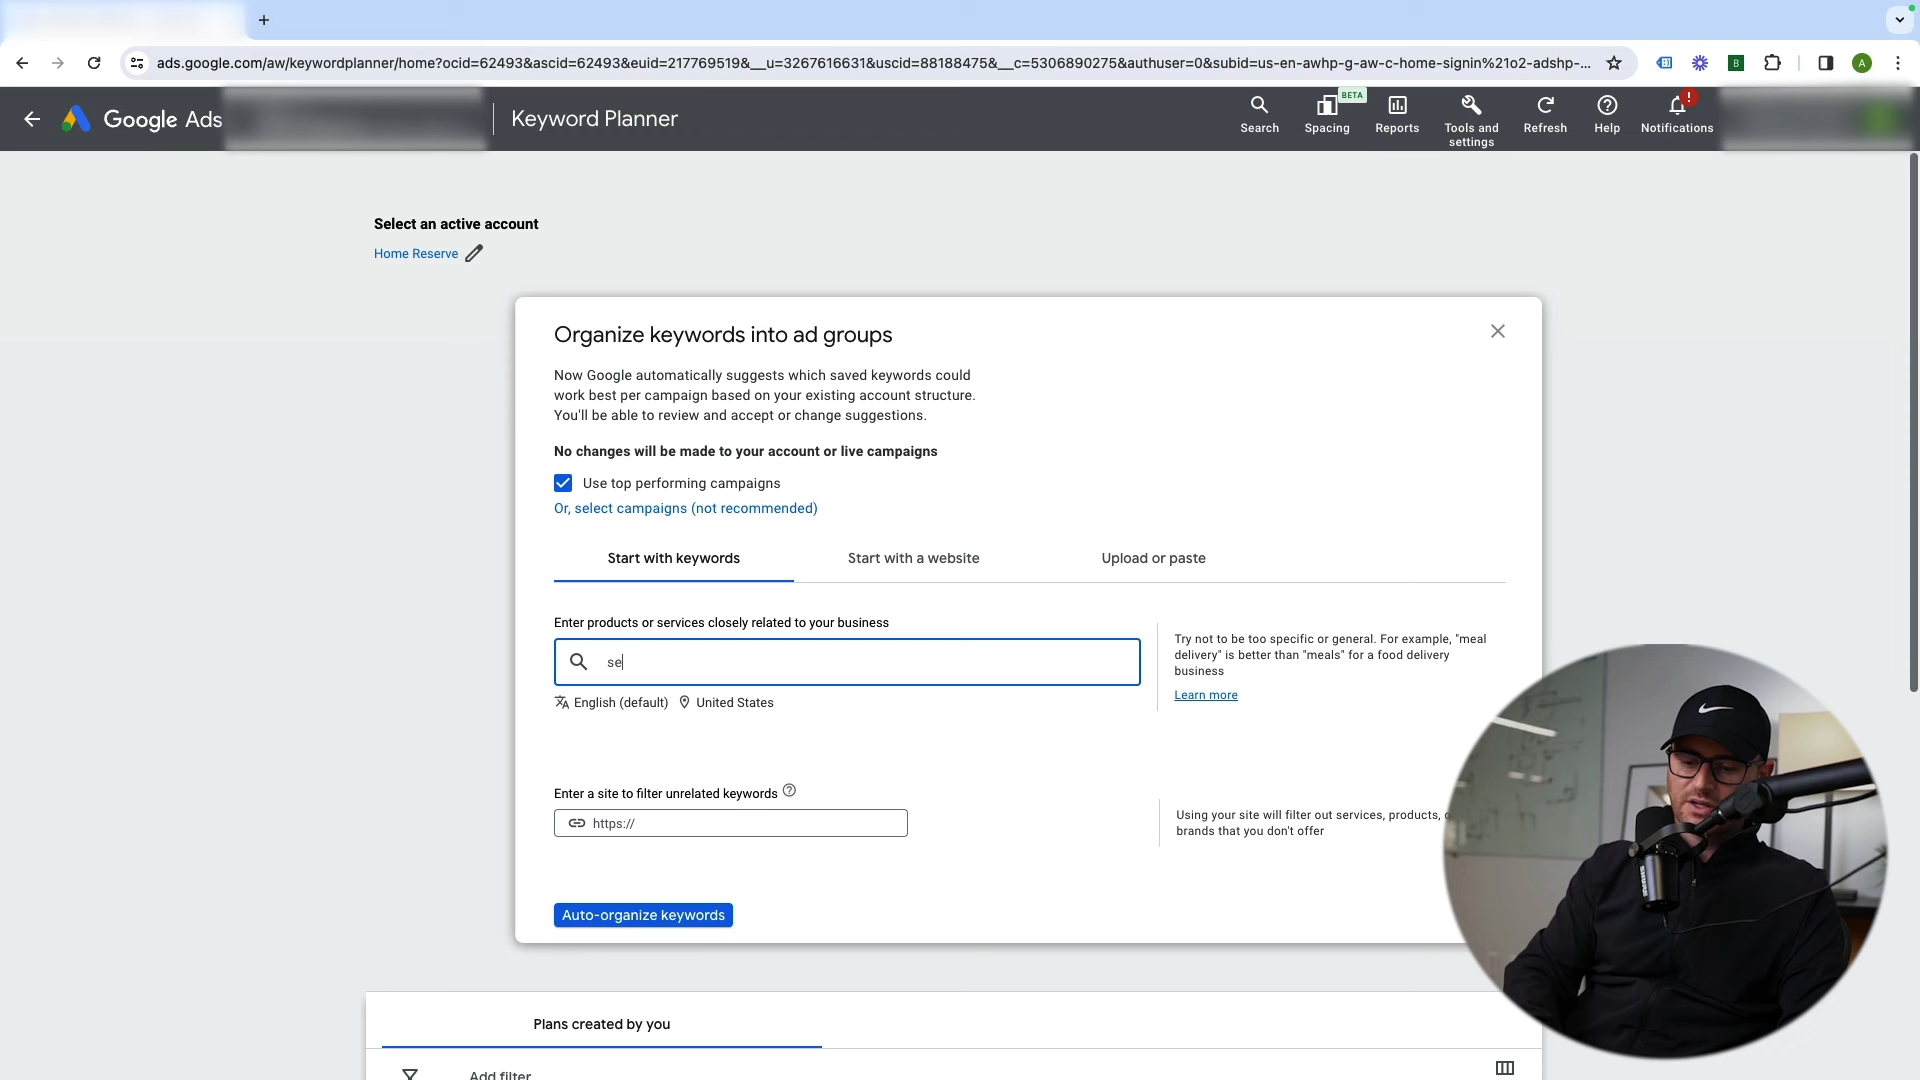 ads.google.com/aw/keywordplanner/home?ocid=62493&ascid=62493&euid=217769519&__u=3267616631&uscid=88188475&__c=5306890275&authuser=0&subid=us-en-awhp-g-aw-c-home-signin%21o2-adshp-...
B
A
Google Ads
Keyword Planner
Search
Spacing
BETA
Reports
Tools and
settings
Refresh
Help
!
Notifications
Select an active account
Home Reserve
Organize keywords into ad groups
Now Google automatically suggests which saved keywords could
work best per campaign based on your existing account structure.
You'll be able to review and accept or change suggestions.
No changes will be made to your account or live campaigns
Use top performing campaigns
Or, select campaigns (not recommended)
Start with keywords
Start with a website
Upload or paste
Enter products or services closely related to your business
se
English (default)
United States
Try not to be too specific or general. For example, "meal
delivery" is better than "meals" for a food delivery
business
Learn more
Enter a site to filter unrelated keywords
https://
Using your site will filter out services, products,
brands that you don't offer
Auto-organize keywords
Plans created by you
Add filter